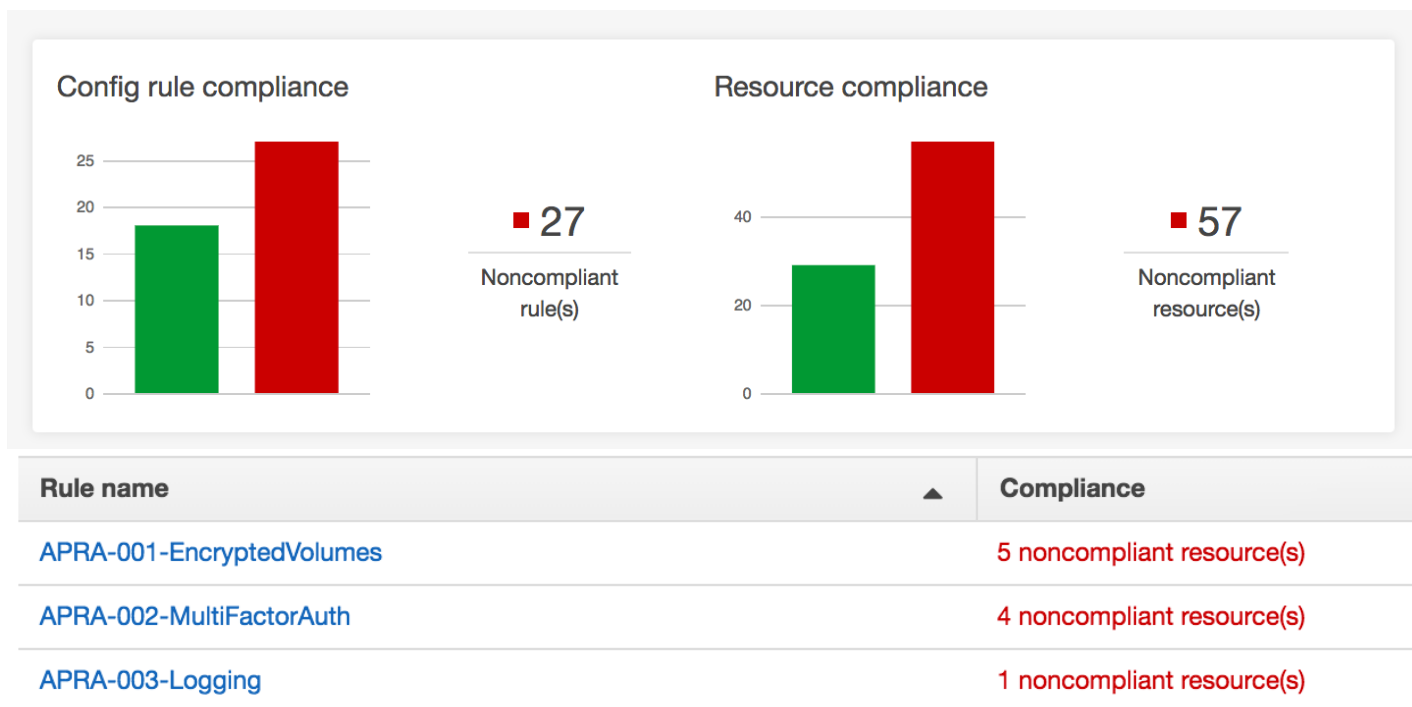 Config rule compliance
25
20
15
10
5
0
27
Noncompliant
rule(s)
Resource compliance
40
20
0
57
Noncompliant
resource(s)
Rule name
Compliance
APRA-001-EncryptedVolumes
5 noncompliant resource(s)
APRA-002-MultiFactorAuth
4 noncompliant resource(s)
APRA-003-Logging
1 noncompliant resource(s)